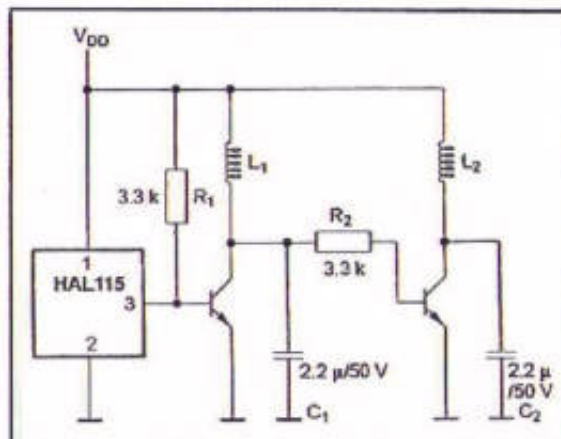 VDD
L1
L2
3.3 k
R1
R2
3.3 k
1
HAL115
3
2
2.2 µ/50 V
C1
2.2 µ
/50 V
C2